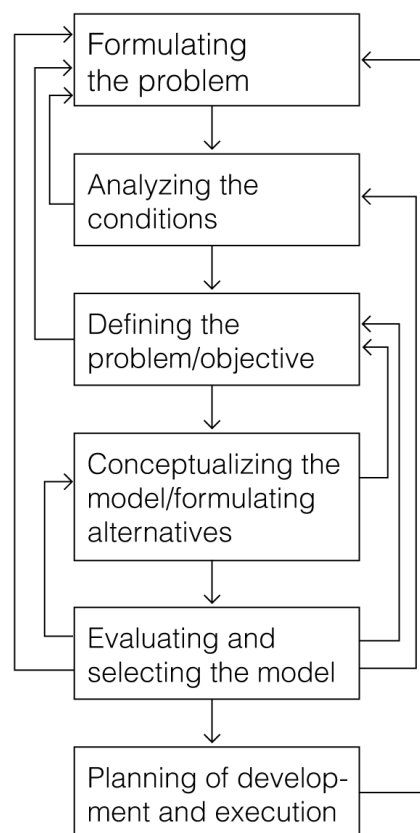 Formulating
the problem
Analyzing the
conditions
Defining the
problem/objective
Conceptualizing the
model/formulating
alternatives
Evaluating and
selecting the model
Planning of develop-
ment and execution